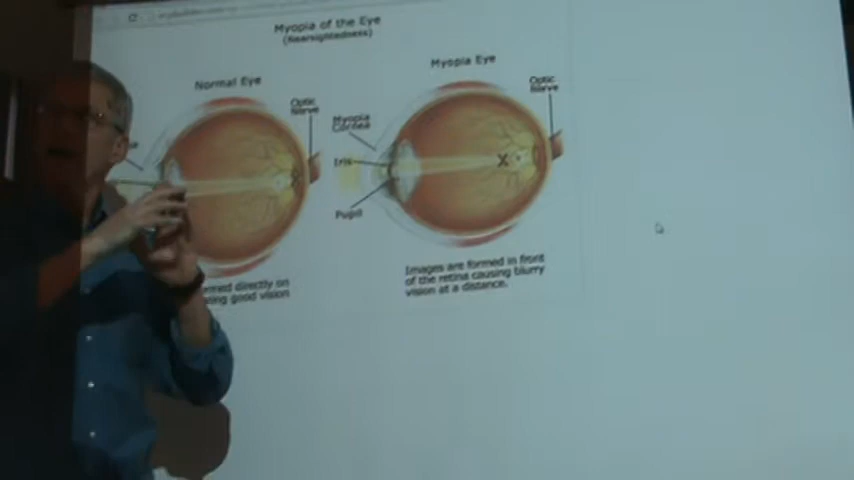 Myopia of the Eye
(Nearsightedness)
Normal Eye
Optic
Nerve
Myopia Eye
Optic
Nerve
Myopia
Cornea
Iris
Pupil
directly on
good vision
Images are formed in front
of the retina causing blurry
vision at a distance.